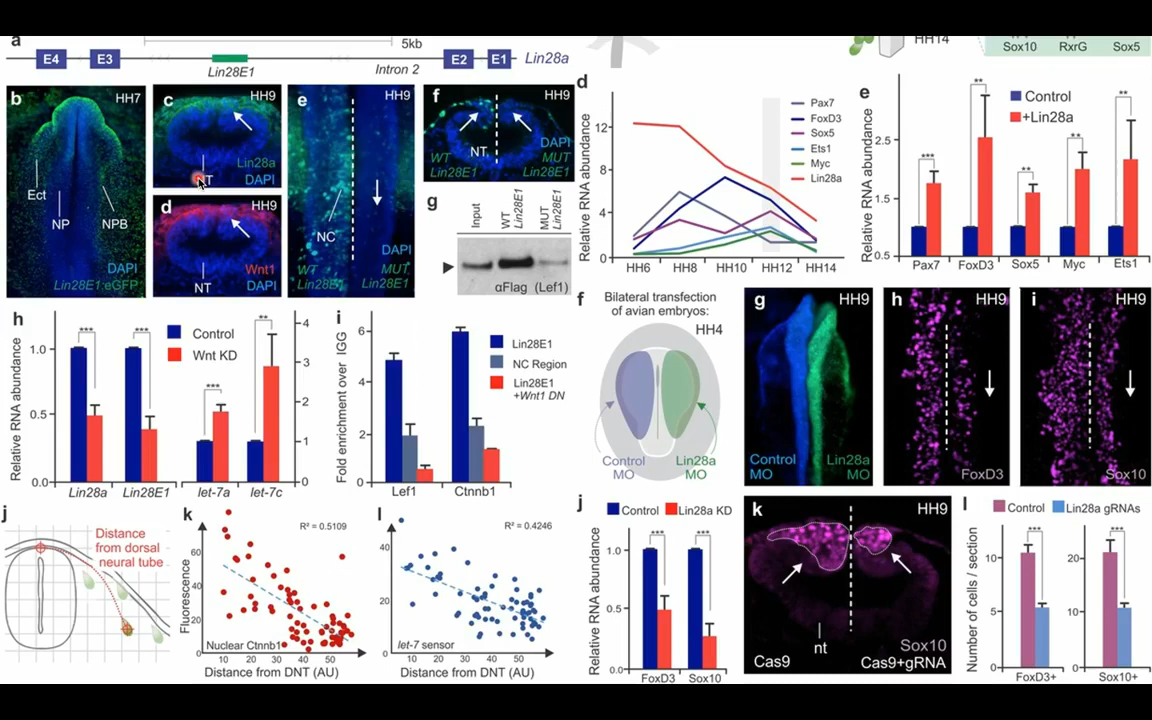 a
5kb
E4
E3
Lin28E1
Intron 2
E2
E1
Lin28a
b
HH7
Ect
NP
NPB
DAPI
Lin28E1:eGFP
c
HH9
Lin28a
DAPI
d
Wnt1
NT
DAPI
e
HH9
NC
DAPI
WT
Lin28E1
MUT
Lin28E1
f
HH9
NT
DAPI
WT
Lin28E1
MUT
Lin28E1
g
Input
WT
Lin28E1
MUT
Lin28E1
αFlag
(Lef1)
h
Relative RNA abundance
1.0
0.5
0.0
Control
Wnt KD
***
***
***
**
4
3
2
1
0
Lin28a
Lin28E1
let-7a
let-7c
i
Fold enrichment over IGG
6
4
2
0
Lin28E1
NC Region
Lin28E1
+Wnt1 DN
Lef1
Ctnnb1
j
Distance
from dorsal
neural tube
k
R² = 0.5109
Fluorescence
60
40
20
0
Nuclear Ctnnb1
10
20
30
40
50
Distance from DNT (AU)
l
R² = 0.4246
40
20
0
let-7 sensor
10
20
30
40
50
Distance from DNT (AU)
HH14
Sox10
RxrG
Sox5
d
Relative RNA abundance
12
8
4
0
HH6
HH8
HH10
HH12
HH14
Pax7
FoxD3
Sox5
Ets1
Myc
Lin28a
e
Relative RNA abundance
2.5
1.5
0.5
Control
+Lin28a
***
**
**
**
**
Pax7
FoxD3
Sox5
Myc
Ets1
f
Bilateral transfection
of avian embryos:
HH4
Control
MO
Lin28a
MO
g
HH9
Control
MO
Lin28a
MO
h
HH9
FoxD3
i
HH9
Sox10
j
Control
Lin28a KD
Relative RNA abundance
1.0
0.5
0.0
***
***
FoxD3
Sox10
k
HH9
nt
Sox10
Cas9
Cas9+gRNA
l
Control
Lin28a gRNAs
Number of cells / section
10
5
0
***
FoxD3+
20
10
0
***
Sox10+